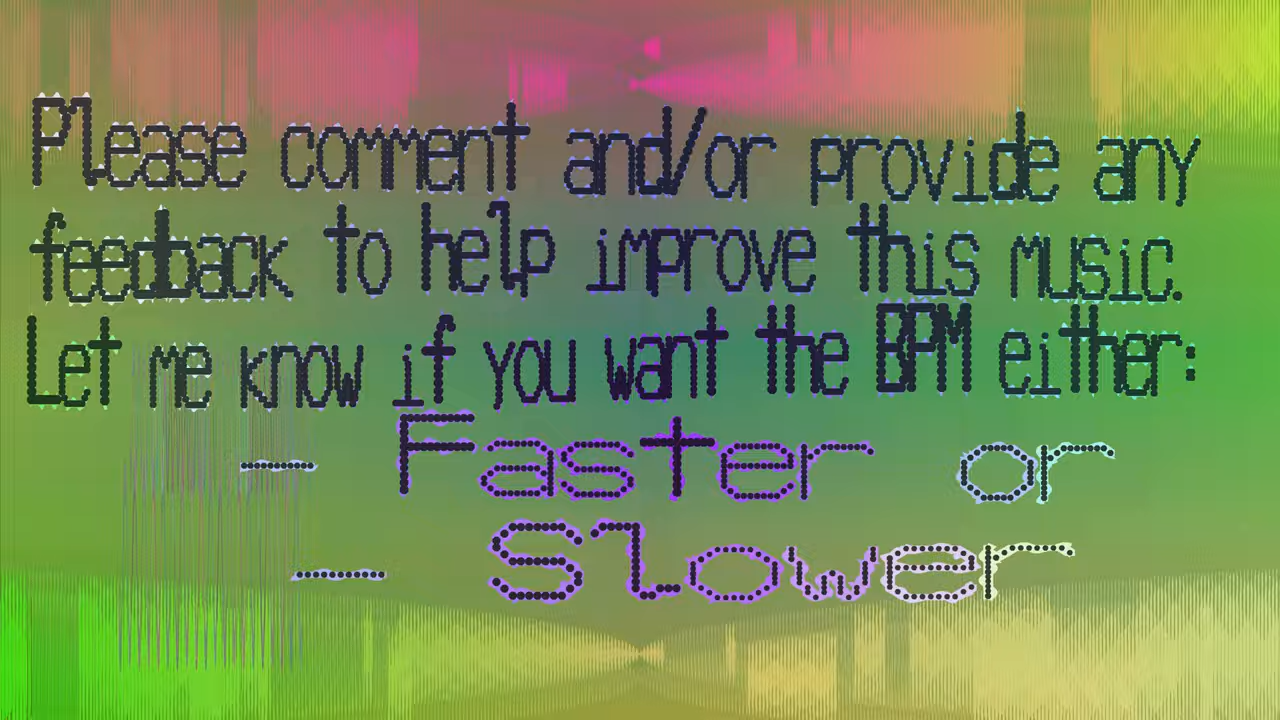 Please comment and/or provide any
feedback to help improve this music.
Let me know if you want the BPM either:
- Faster or
- Slower